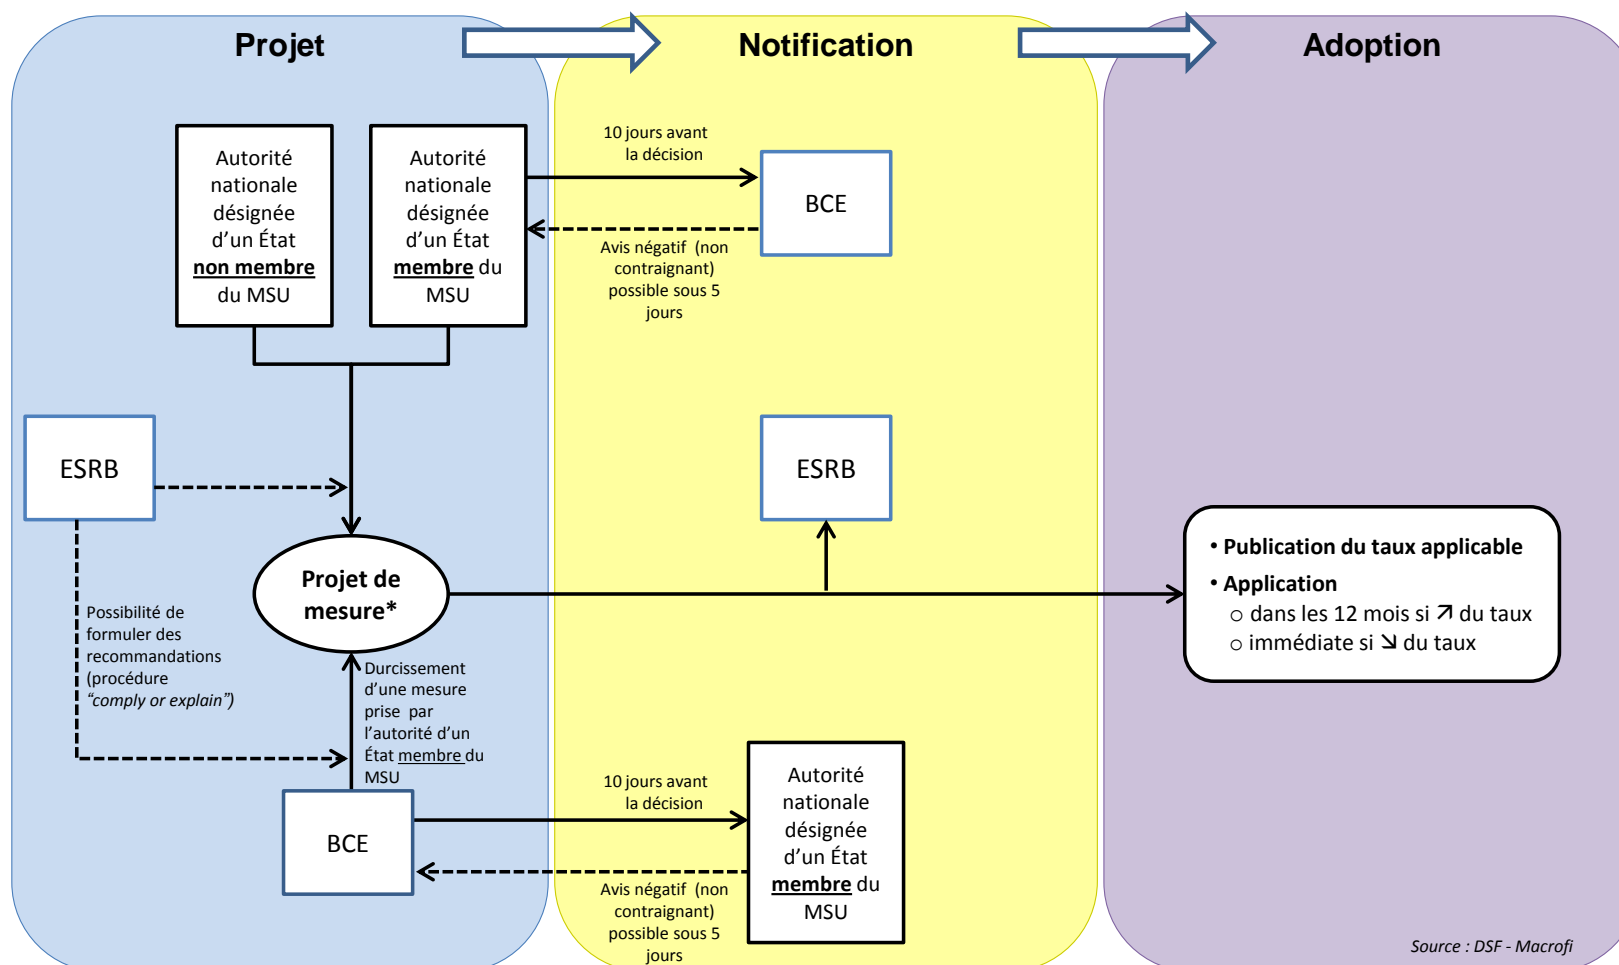 Projet
Notification
Adoption
Autorité
nationale
désignée
d’un État
non membre
du MSU
Autorité
nationale
désignée
d’un État
membre du
MSU
10 jours avant
la décision
BCE
Avis négatif (non
contraignant)
possible sous 5
jours
ESRB
ESRB
Projet de
mesure*
• Publication du taux applicable
• Application
o dans les 12 mois si ↗ du taux
o immédiate si ↘ du taux
Possibilité de
formuler des
recommandations
(procédure
“comply or explain”)
Durcissement
d’une mesure
prise par
l’autorité d’un
État membre du
MSU
BCE
10 jours avant
la décision
Autorité
nationale
désignée
d’un État
membre du
MSU
Avis négatif (non
contraignant)
possible sous 5
jours
Source : DSF - Macrofi